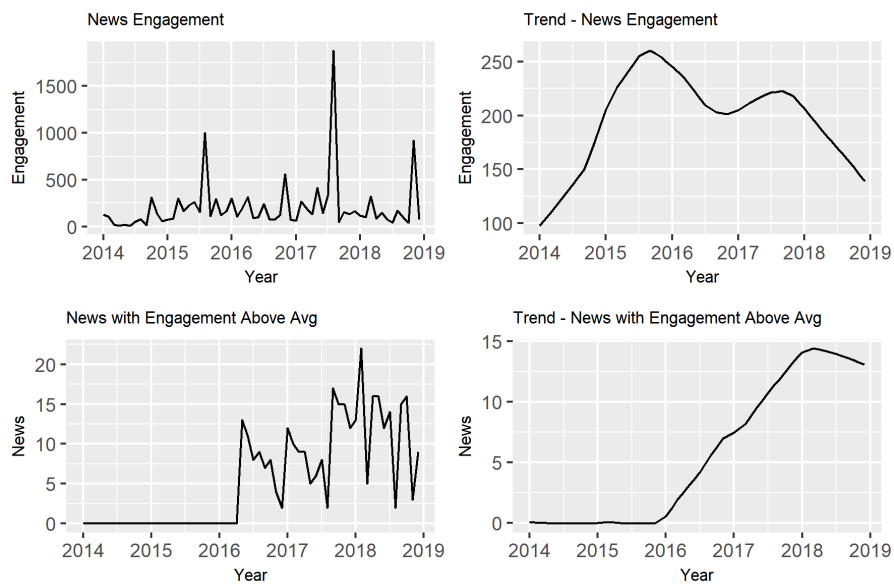 News Engagement
Engagement
1500
1000
500
0
2014 2015 2016 2017 2018 2019
Year
Trend - News Engagement
Engagement
250
200
150
100
2014 2015 2016 2017 2018 2019
Year
News with Engagement Above Avg
News
20
15
10
5
0
2014 2015 2016 2017 2018 2019
Year
Trend - News with Engagement Above Avg
News
15
10
5
0
2014 2015 2016 2017 2018 2019
Year